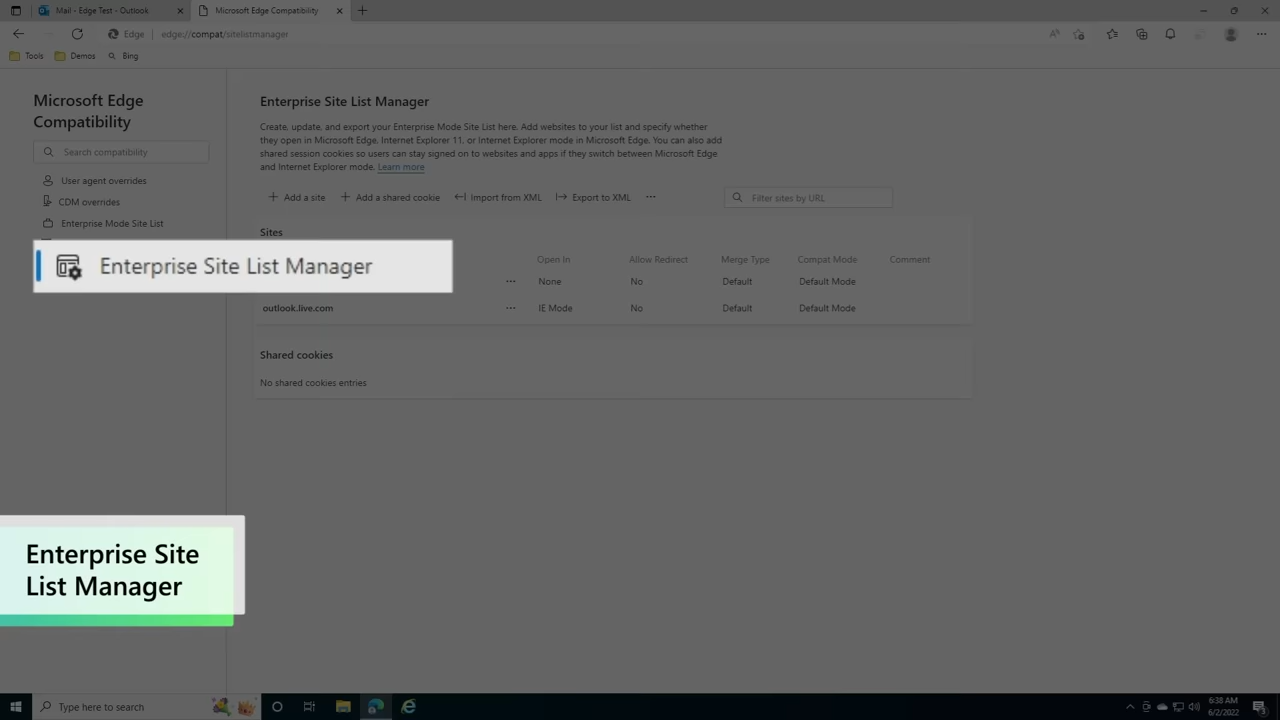 Mail - Edge Test - Outlook
Microsoft Edge Compatibility
Edge
edge://compat/sitelistmanager
Tools
Demos
Bing
Microsoft Edge
Compatibility
Search compatibility
User agent overrides
CDM overrides
Enterprise Mode Site List
Enterprise Site List Manager
Enterprise Site List Manager
Create, update, and export your Enterprise Mode Site List here. Add websites to your list and specify whether
they open in Microsoft Edge, Internet Explorer 11, or Internet Explorer mode in Microsoft Edge. You can also add
shared session cookies so users can stay signed on to websites and apps if they switch between Microsoft Edge
and Internet Explorer mode. Learn more
Add a site
Add a shared cookie
Import from XML
Export to XML
Filter sites by URL
Sites
Open In Allow Redirect Merge Type Compat Mode Comment
None No Default Default Mode
outlook.live.com IE Mode No Default Default Mode
Shared cookies
No shared cookies entries
Enterprise Site
List Manager
Type here to search
6:38 AM
6/2/2022